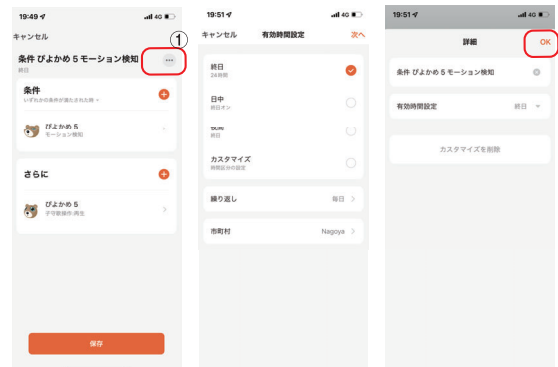 19:49
4G
キャンセル
①
条件 ぴよかめ 5 モーション検知
終日
条件
いずれかの条件が満たされた時
ぴよかめ 5
モーション検知
さらに
ぴよかめ 5
子守歌操作:再生
保存
19:51
4G
キャンセル
有効時間設定
次へ
終日
24時間
日中
終日オン
夜間
終日
カスタマイズ
時間区分の設定
繰り返し
毎日
市町村
Nagoya
19:51
4G
詳細
OK
条件 ぴよかめ 5 モーション検知
有効時間設定
終日
カスタマイズを削除